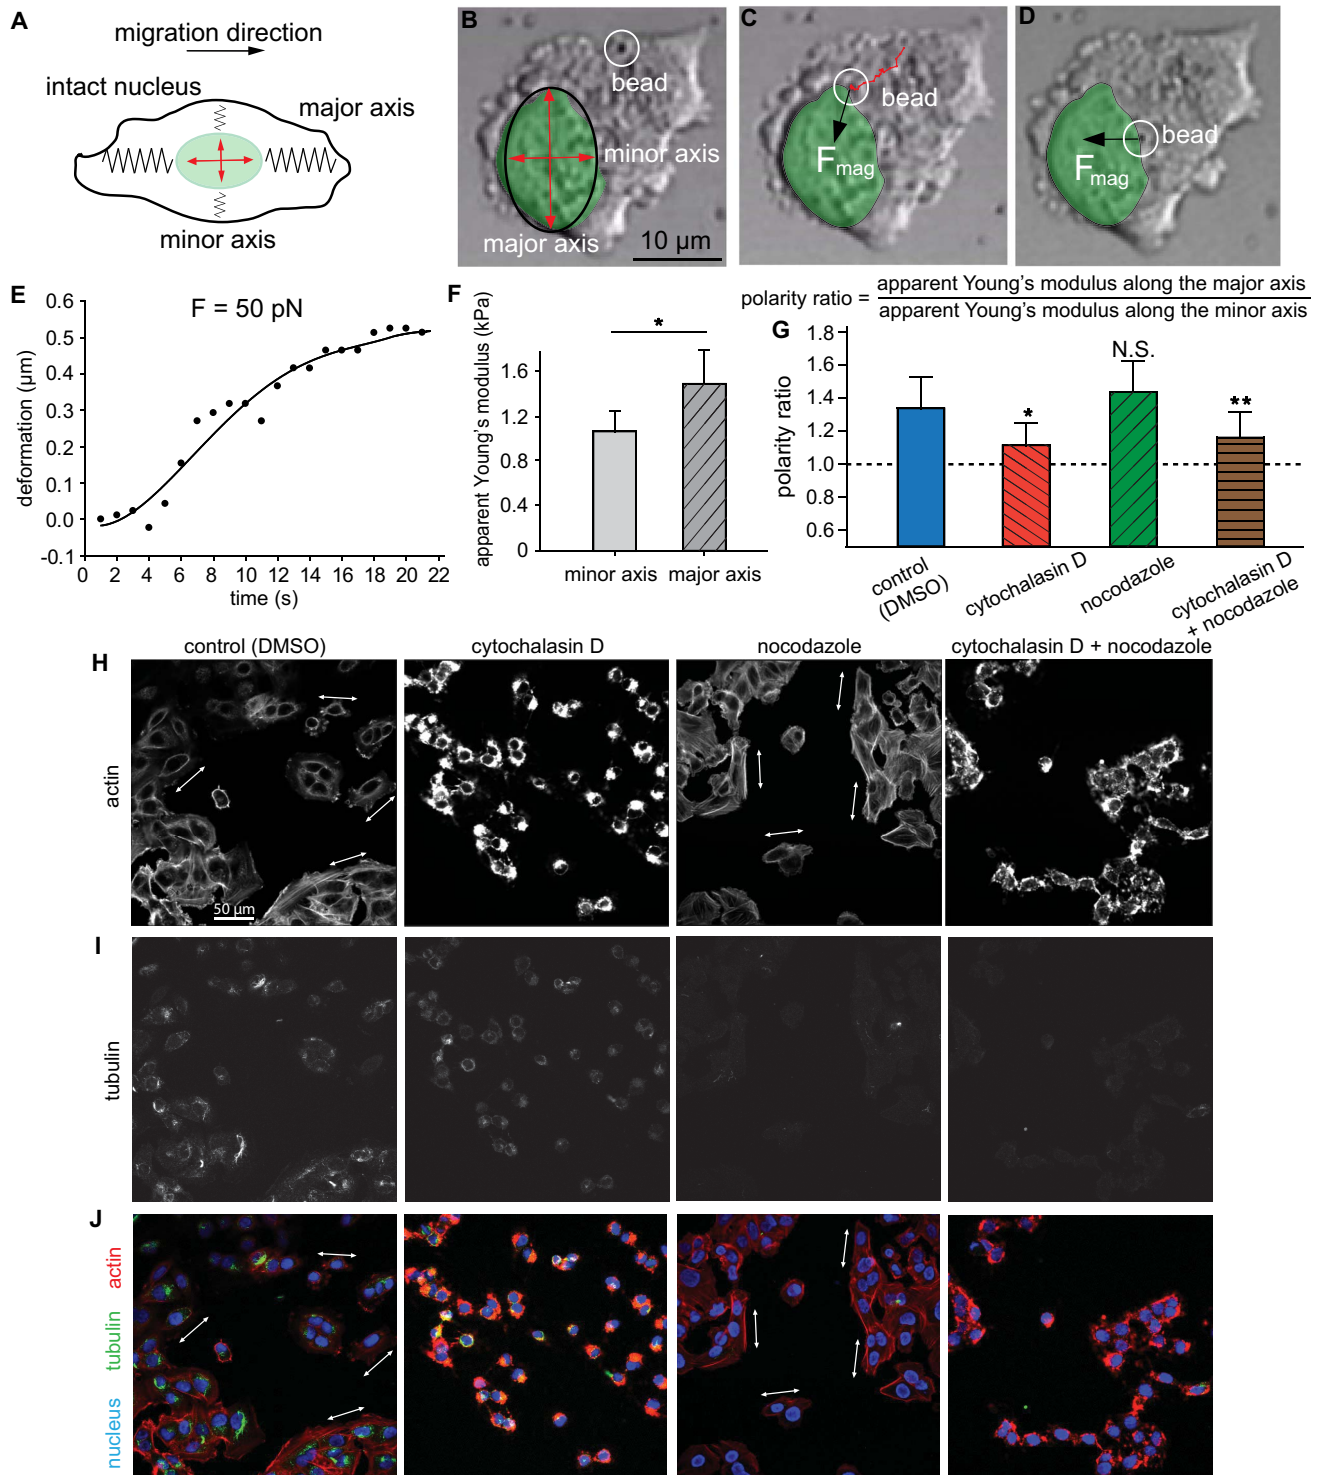 A
migration direction
intact nucleus
major axis
minor axis
B
bead
minor axis
major axis
10 µm
C
bead
Fmag
D
bead
Fmag
E
F = 50 pN
deformation (µm)
0.6
0.5
0.4
0.3
0.2
0.1
0.0
-0.1
0 2 4 6 8 10 12 14 16 18 20 22
time (s)
F
apparent Young's modulus (kPa)
*
1.6
1.2
0.8
0.4
0
minor axis major axis
polarity ratio = apparent Young's modulus along the major axis
apparent Young's modulus along the minor axis
G
polarity ratio
1.8
1.6
1.4
1.2
1.0
0.8
0.6
*
N.S.
**
control
(DMSO)
cytochalasin D
nocodazole
cytochalasin D
+ nocodazole
H
control (DMSO) cytochalasin D nocodazole cytochalasin D + nocodazole
actin
50 µm
I
tubulin
J
nucleus tubulin actin